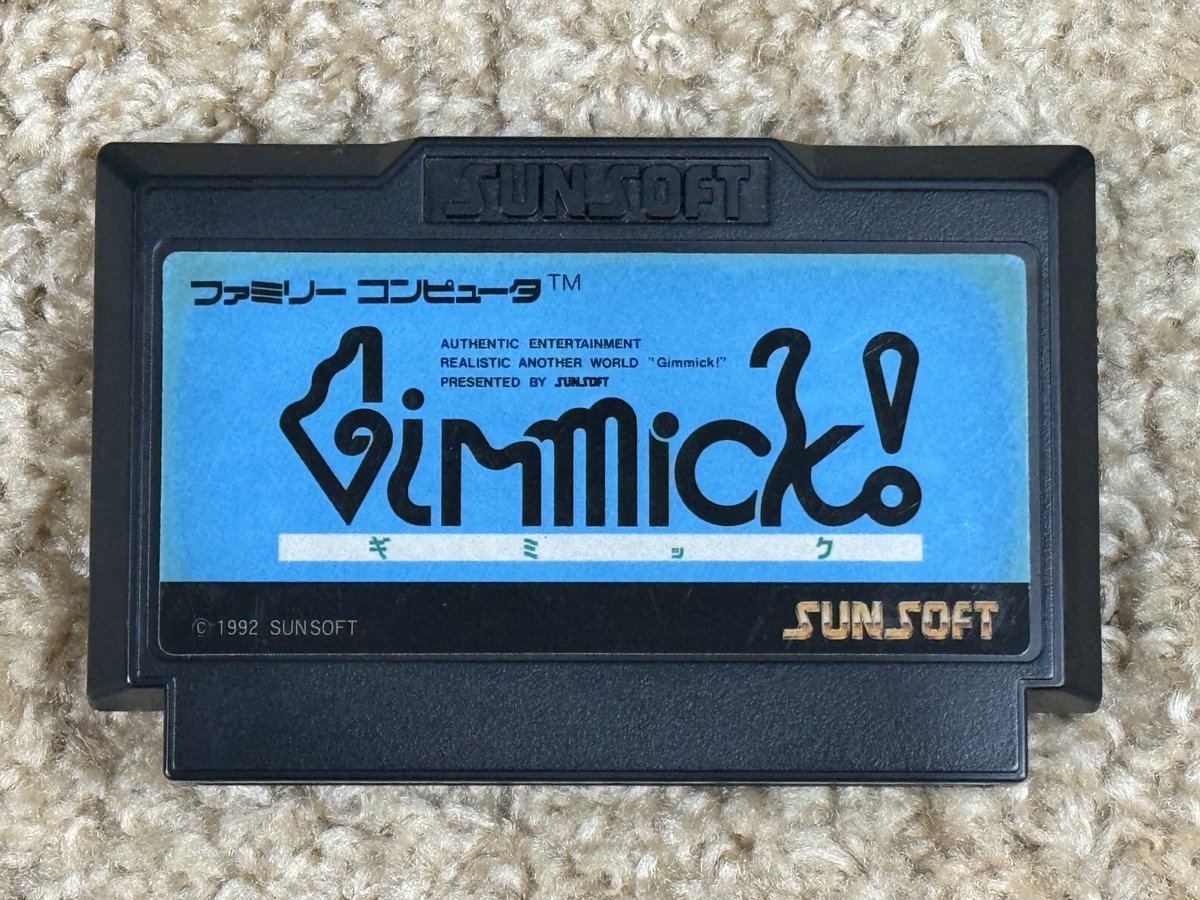 SUNSOFT
ファミリー コンピュータ™
AUTHENTIC ENTERTAINMENT
REALISTIC ANOTHER WORLD "Gimmick!"
PRESENTED BY SUNSOFT
Gimmick!
ギミック
© 1992 SUNSOFT
SUNSOFT